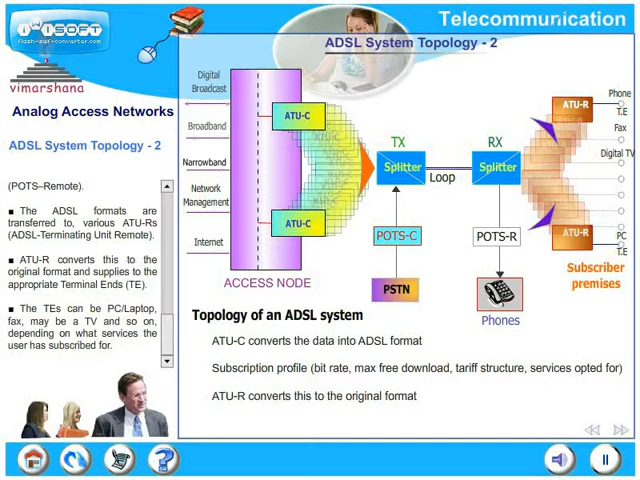 Telecommunication
iWISOFT
flash-swf-converter.com
ADSL System Topology - 2
vimarshana
Analog Access Networks
ADSL System Topology - 2
(POTS–Remote).
■ The ADSL formats are
transferred to, various ATU-Rs
(ADSL-Terminating Unit Remote).
■ ATU-R converts this to the
original format and supplies to the
appropriate Terminal Ends (TE).
■ The TEs can be PC/Laptop,
fax, may be a TV and so on,
depending on what services the
user has subscribed for.
Digital
Broadcast
Broadband
Narrowband
Network
Management
Internet
ATU-C
ATU-C
ACCESS NODE
TX
Splitter
Loop
RX
Splitter
POTS-C
POTS-R
PSTN
Phones
ATU-R
ATU-R
Phone
T.E
Fax
Digital TV
PC
T.E
Subscriber
premises
Topology of an ADSL system
ATU-C converts the data into ADSL format
Subscription profile (bit rate, max free download, tariff structure, services opted for)
ATU-R converts this to the original format